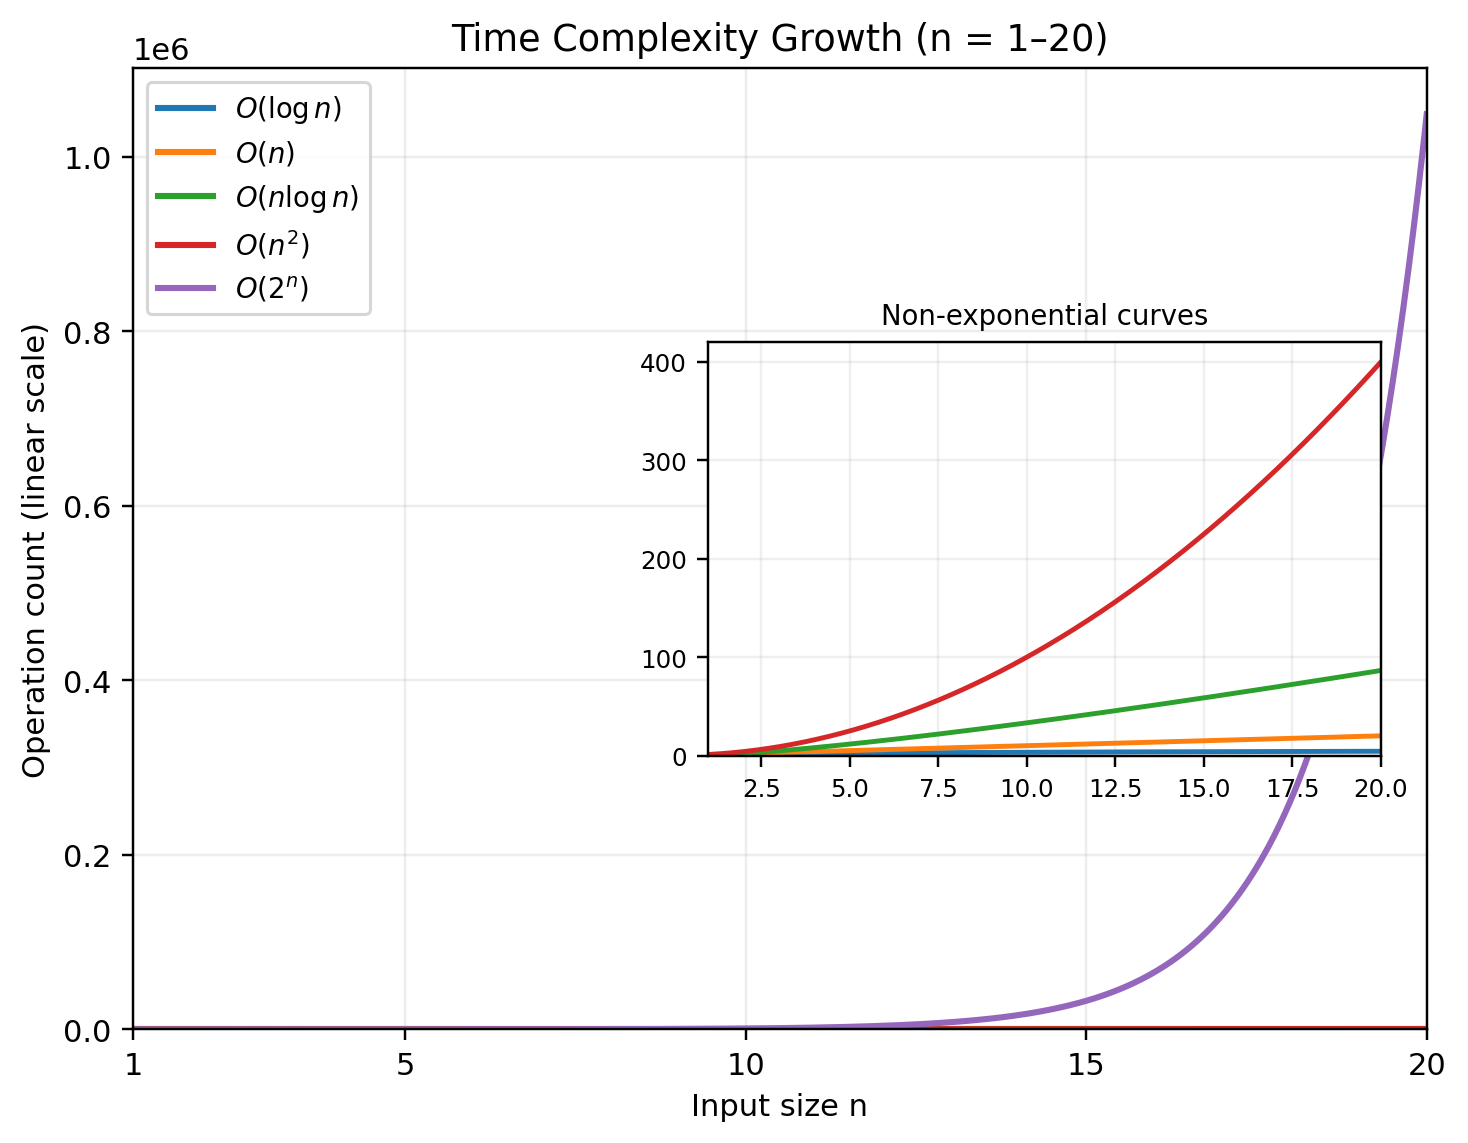 Time Complexity Growth (n = 1–20)
1e6
O(log n)
O(n)
O(n log n)
O(n²)
O(2ⁿ)
Operation count (linear scale)
1.0
0.8
0.6
0.4
0.2
0.0
Non-exponential curves
400
300
200
100
0
2.5 5.0 7.5 10.0 12.5 15.0 17.5 20.0
1 5 10 15 20
Input size n